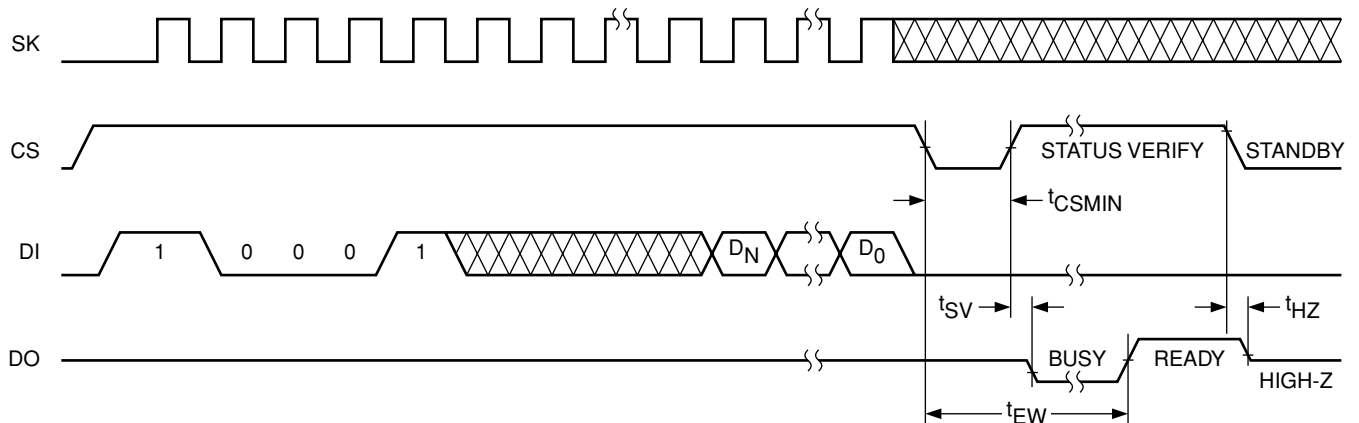 SK
CS
STATUS VERIFY
STANDBY
tCSMIN
DI
1 0 0 0 1
DN
D0
tSV
tHZ
DO
BUSY
READY
HIGH-Z
tEW